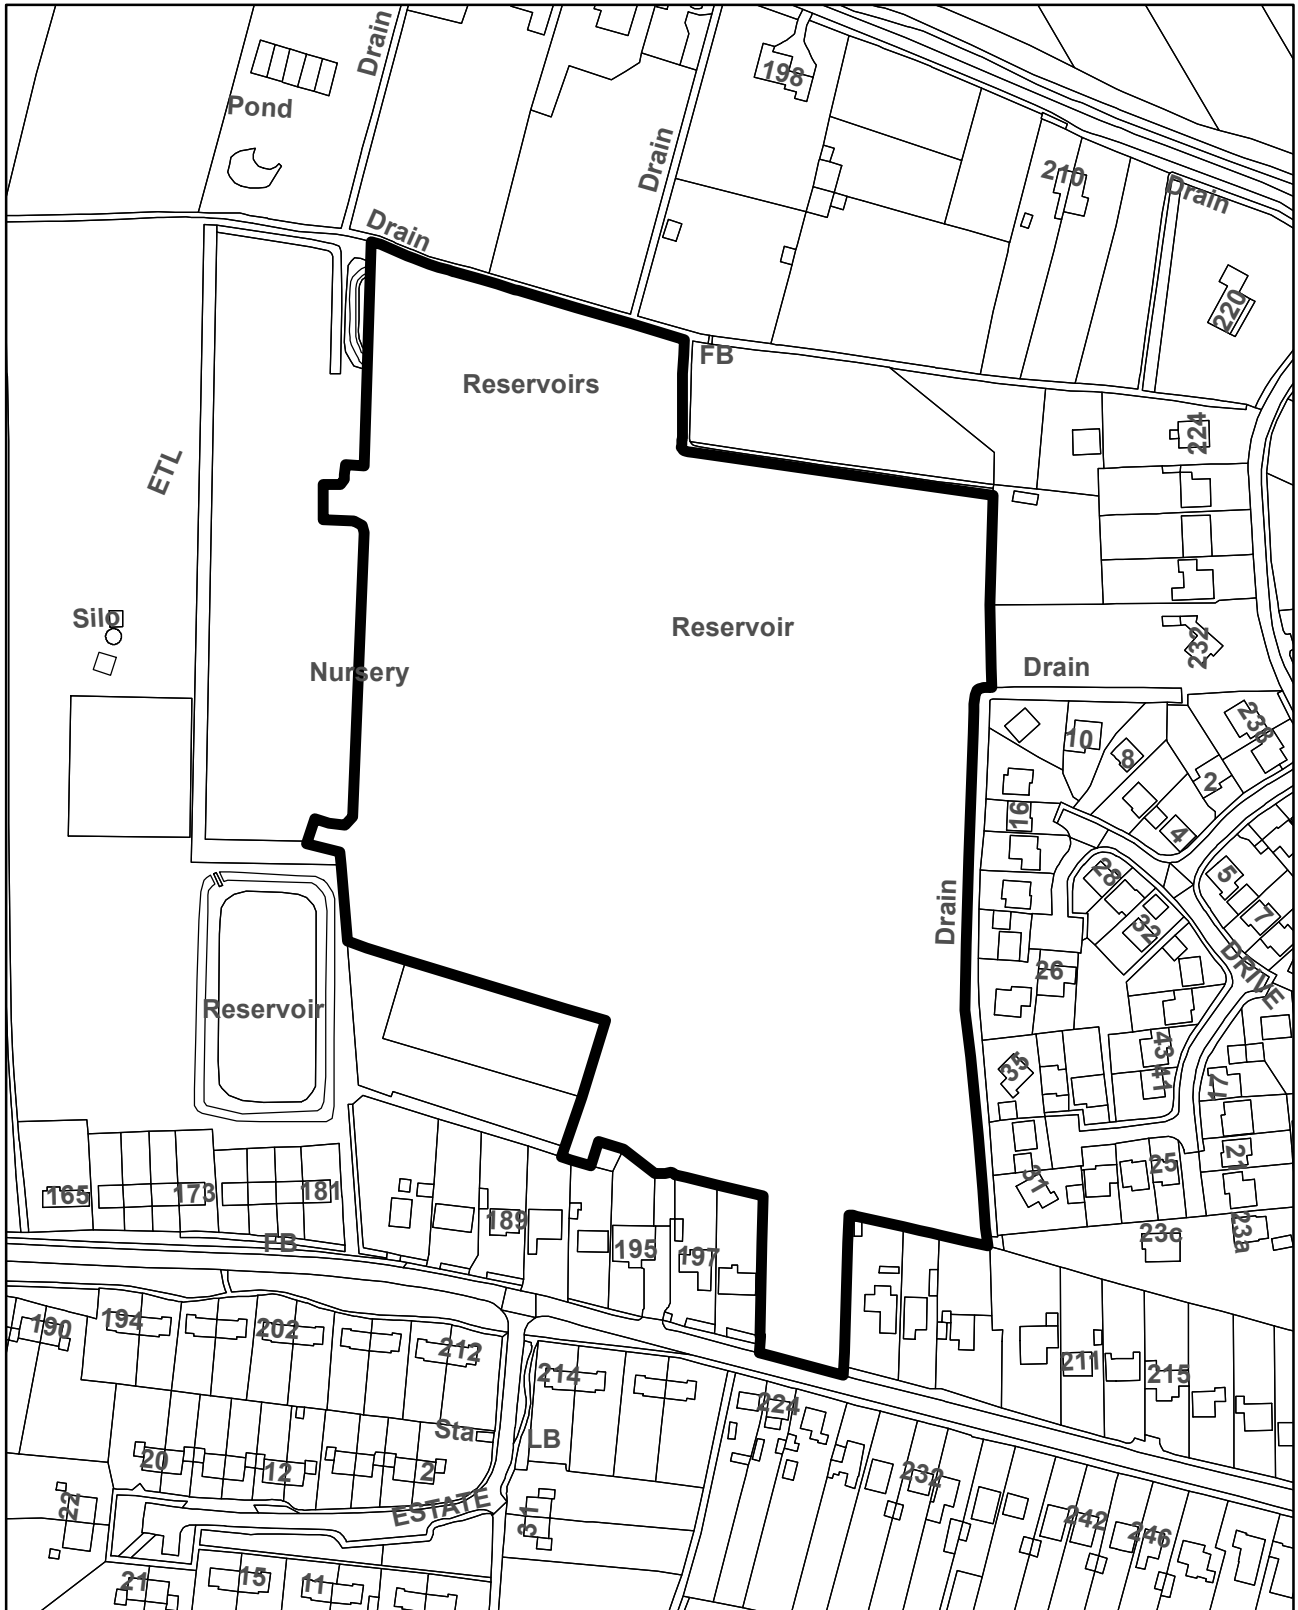 Drain
198
Pond
Drain
210
Drain
Drain
220
FB
Reservoirs
224
ETL
Silo
Reservoir
232
Nursery
Drain
238
10
8
2
16
4
28
5
Drain
7
32
26
DRIVE
Reservoir
43
35
41
17
21
25
31
165
173
181
189
195
197
FB
23c
23a
190
194
202
212
211
214
215
224
Sta
LB
20
12
2
232
22
ESTATE
31
242
246
21
15
11